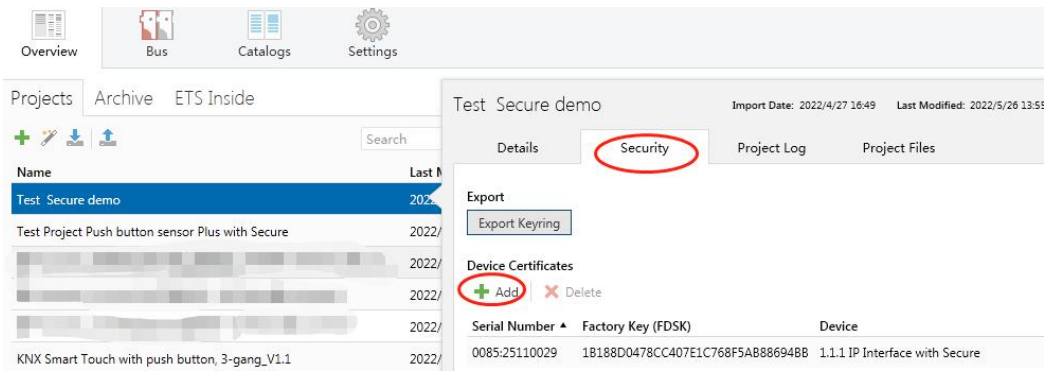 Overview Bus Catalogs Settings
Projects Archive ETS Inside
Search
Name Last
Test Secure demo 202
Test Project Push button sensor Plus with Secure 2022/
2022/
2022/
2022/
KNX Smart Touch with push button, 3-gang_V1.1 2022/
Test Secure demo Import Date: 2022/4/27 16:49 Last Modified: 2022/5/26 13:55
Details Security Project Log Project Files
Export
Export Keyring
Device Certificates
Add Delete
Serial Number Factory Key (FDSK) Device
0085:25110029 1B188D0478CC407E1C768F5AB88694BB 1.1.1 IP Interface with Secure